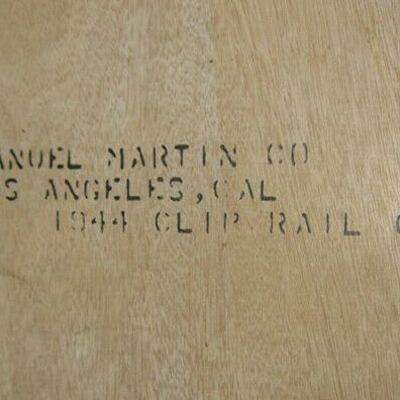 ANUEL MARTIN CO
S ANGELES, CAL
1944 CLIP RAIL